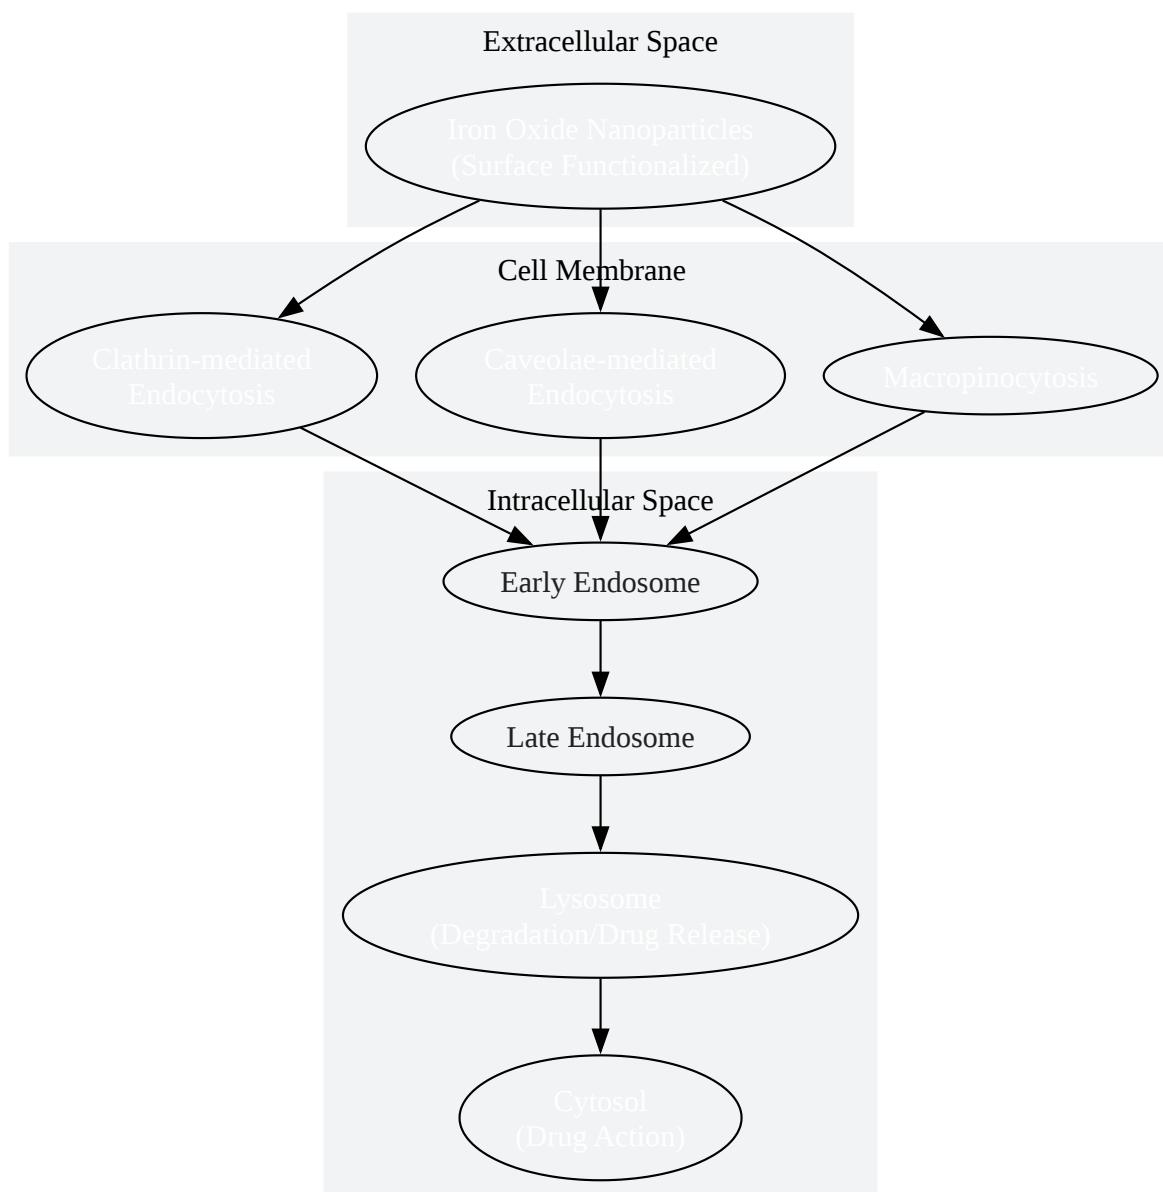 Extracellular Space
Iron Oxide Nanoparticles
(Surface Functionalized)
Cell Membrane
Clathrin-mediated
Endocytosis
Caveolae-mediated
Endocytosis
Macropinocytosis
Intracellular Space
Early Endosome
Late Endosome
Lysosome
(Degradation/Drug Release)
Cytosol
(Drug Action)